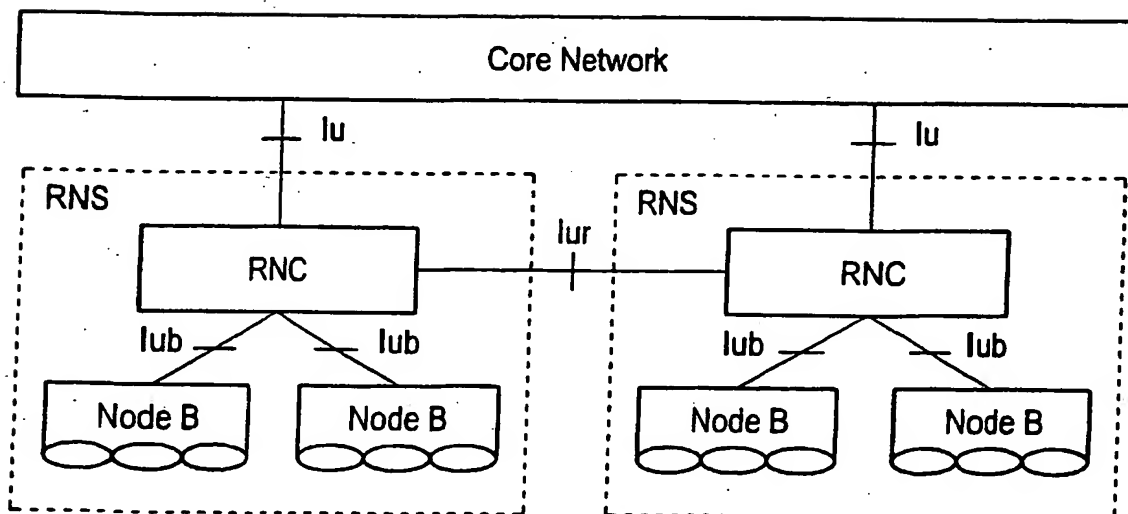 Core Network
Iu
Iu
RNS
RNS
Iur
RNC
RNC
Iub
Iub
Iub
Iub
Node B
Node B
Node B
Node B